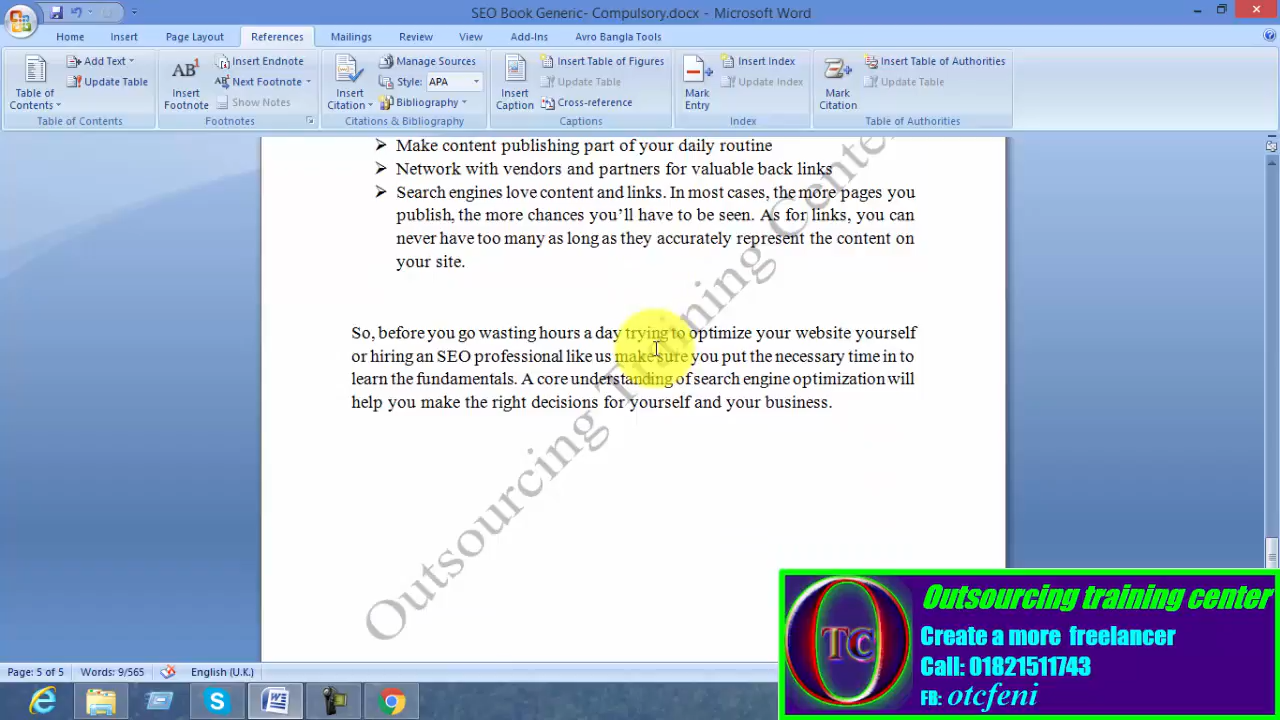 SEO Book Generic- Compulsory.docx - Microsoft Word
Home Insert Page Layout References Mailings Review View Add-Ins Avro Bangla Tools
Table of Contents
Add Text
Update Table
Table of Contents
AB1
Insert Footnote
Insert Endnote
Next Footnote
Show Notes
Footnotes
Insert Citation
Manage Sources
Style: APA
Bibliography
Citations & Bibliography
Insert Caption
Insert Table of Figures
Update Table
Cross-reference
Captions
Mark Entry
Insert Index
Update Index
Index
Mark Citation
Insert Table of Authorities
Update Table
Table of Authorities
Make content publishing part of your daily routine
Network with vendors and partners for valuable back links
Search engines love content and links. In most cases, the more pages you
publish, the more chances you’ll have to be seen. As for links, you can
never have too many as long as they accurately represent the content on
your site.
So, before you go wasting hours a day trying to optimize your website yourself
or hiring an SEO professional like us make sure you put the necessary time in to
learn the fundamentals. A core understanding of search engine optimization will
help you make the right decisions for yourself and your business.
Outsourcing Training Center
Page: 5 of 5 Words: 9/565 English (U.K.)
OTC
Outsourcing training center
Create a more freelancer
Call: 01821511743
FB: otcfeni